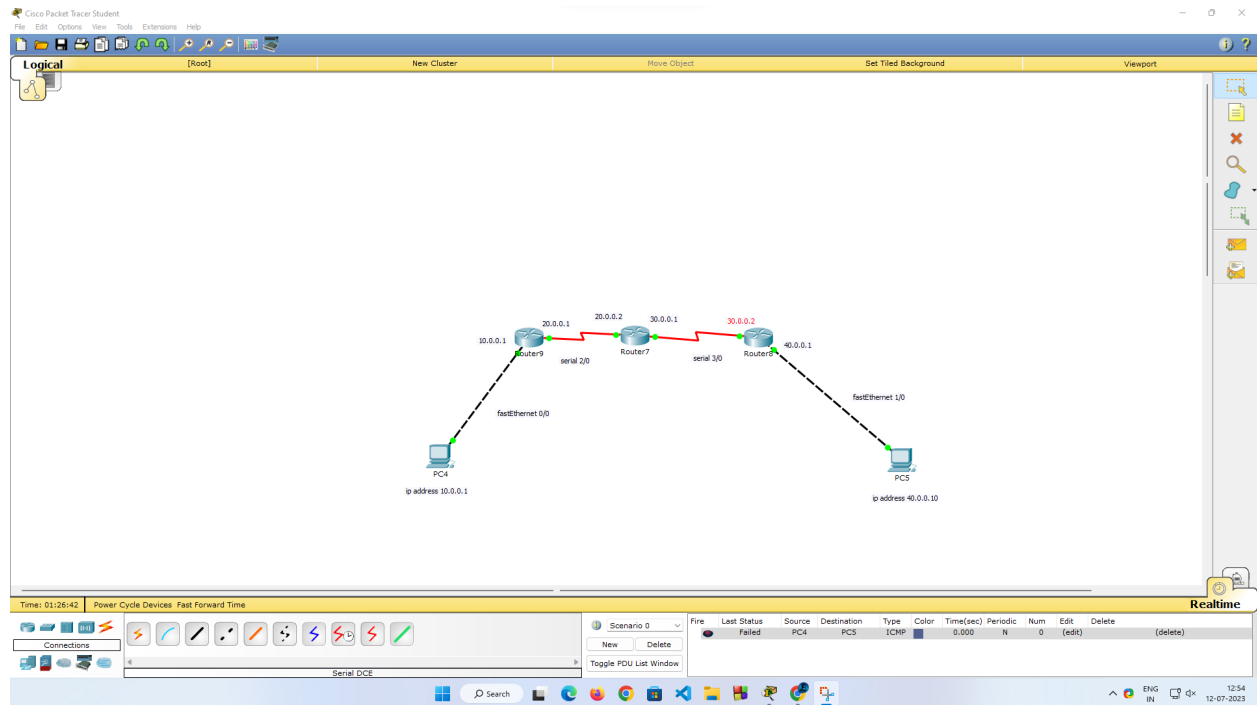 Cisco Packet Tracer Student
File Edit Options View Tools Extensions Help
Logical [Root] New Cluster Move Object Set Tiled Background Viewport
20.0.0.1 20.0.0.2 30.0.0.1 30.0.0.2
10.0.0.1 40.0.0.1
Router9 Router7 Router8
serial 2/0 serial 3/0
fastEthernet 1/0
fastEthernet 0/0
PC4
PC5
ip address 10.0.0.1
ip address 40.0.0.10
Time: 01:26:42 Power Cycle Devices Fast Forward Time Realtime
Scenario 0 Fire Last Status Source Destination Type Color Time(sec) Periodic Num Edit Delete
Failed PC4 PC5 ICMP 0.000 N 0 (edit) (delete)
Connections New Delete
Toggle PDU List Window
Serial DCE
Search ENG 12:54
IN 12-07-2023